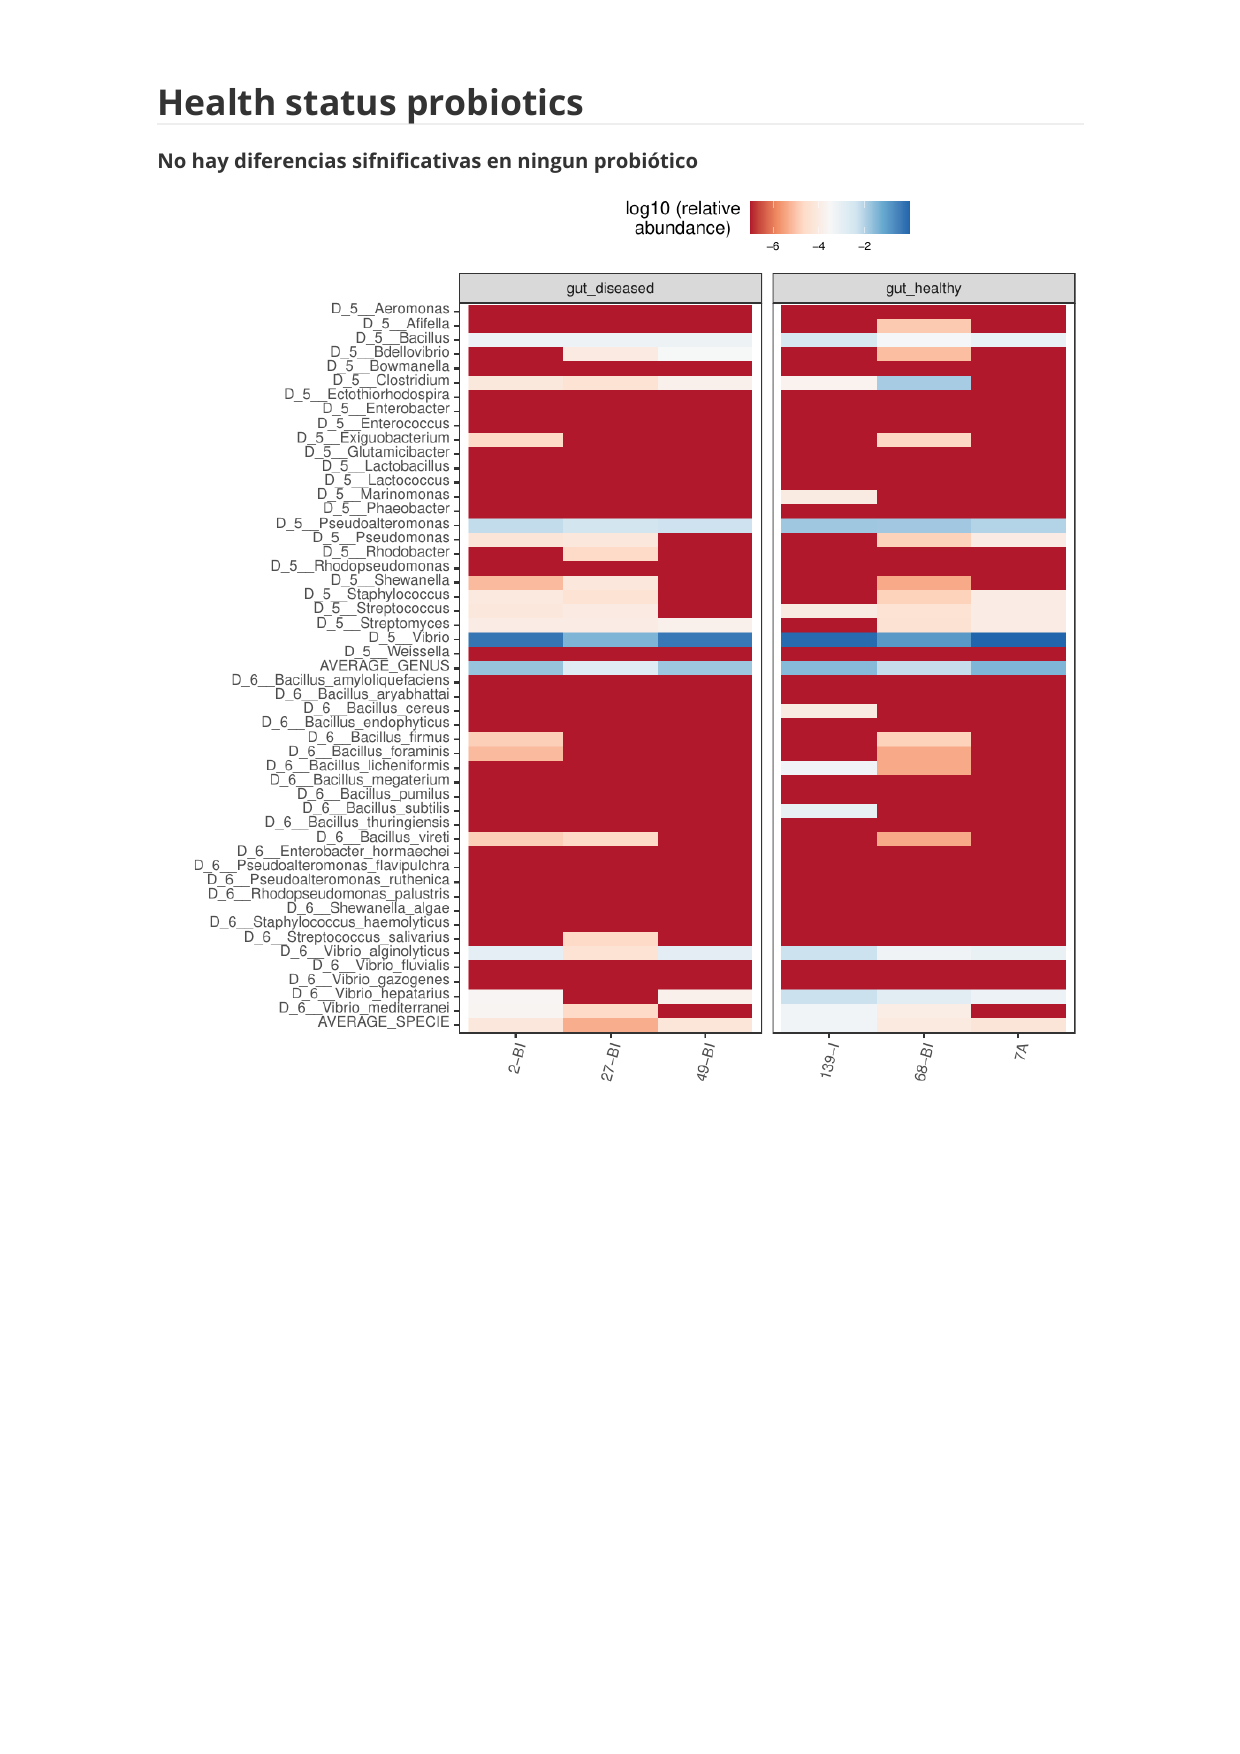 Health status probiotics
No hay diferencias sifnificativas en ningun probiótico
log10 (relative
abundance)
−6 −4 −2
gut_diseased gut_healthy
D_5__Aeromonas
D_5__Afifella
D_5__Bacillus
D_5__Bdellovibrio
D_5__Bowmanella
D_5__Clostridium
D_5__Ectothiorhodospira
D_5__Enterobacter
D_5__Enterococcus
D_5__Exiguobacterium
D_5__Glutamicibacter
D_5__Lactobacillus
D_5__Lactococcus
D_5__Marinomonas
D_5__Phaeobacter
D_5__Pseudoalteromonas
D_5__Pseudomonas
D_5__Rhodobacter
D_5__Rhodopseudomonas
D_5__Shewanella
D_5__Staphylococcus
D_5__Streptococcus
D_5__Streptomyces
D_5__Vibrio
D_5__Weissella
AVERAGE_GENUS
D_6__Bacillus_amyloliquefaciens
D_6__Bacillus_aryabhattai
D_6__Bacillus_cereus
D_6__Bacillus_endophyticus
D_6__Bacillus_firmus
D_6__Bacillus_foraminis
D_6__Bacillus_licheniformis
D_6__Bacillus_megaterium
D_6__Bacillus_pumilus
D_6__Bacillus_subtilis
D_6__Bacillus_thuringiensis
D_6__Bacillus_vireti
D_6__Enterobacter_hormaechei
D_6__Pseudoalteromonas_flavipulchra
D_6__Pseudoalteromonas_ruthenica
D_6__Rhodopseudomonas_palustris
D_6__Shewanella_algae
D_6__Staphylococcus_haemolyticus
D_6__Streptococcus_salivarius
D_6__Vibrio_alginolyticus
D_6__Vibrio_fluvialis
D_6__Vibrio_gazogenes
D_6__Vibrio_hepatarius
D_6__Vibrio_mediterranei
AVERAGE_SPECIE
2−BI 27−BI 49−BI 139−I 68−BI 7A